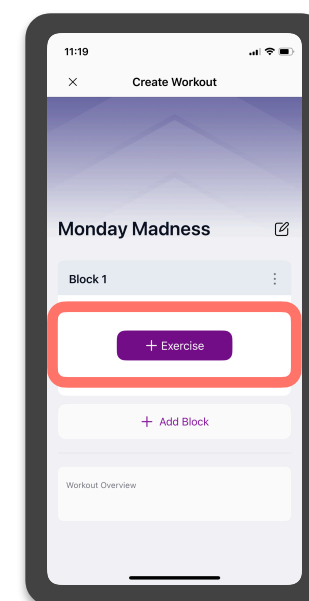 11:19
Create Workout
Monday Madness
Block 1
+ Exercise
+ Add Block
Workout Overview